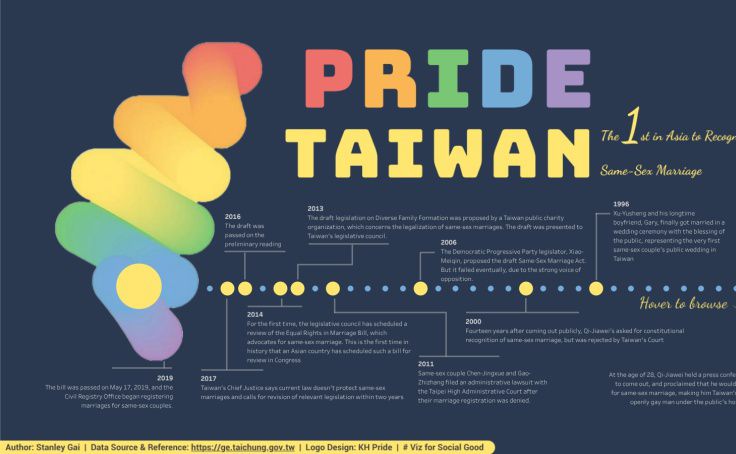 PRIDE
TAIWAN
The 1st in Asia to Recogn
Same-Sex Marriage
2016
The draft was
passed on the
preliminary reading
2013
The draft legislation on Diverse Family Formation was proposed by a Taiwan public charity
organization, which concerns the legalization of same-sex marriages. The draft was presented to
Taiwan's legislative council.
2006
The Democratic Progressive Party legislator, Xiao-
Meiqin, proposed the draft Same-Sex Marriage Act.
But it failed eventually, due to the strong voice of
opposition.
1996
Xu-Yusheng and his longtime
boyfriend, Gary, finally got married in a
wedding ceremony with the blessing of
the public, representing the very first
same-sex couple's public wedding in
Taiwan
Hover to browse
2019
The bill was passed on May 17, 2019, and the
Civil Registry Office began registering
marriages for same-sex couples.
2017
Taiwan's Chief Justice says current law doesn't protect same-sex
marriages and calls for revision of relevant legislation within two years.
2014
For the first time, the legislative council has scheduled a
review of the Equal Rights in Marriage Bill, which
advocates for same-sex marriage. This is the first time in
history that an Asian country has scheduled such a bill for
review in Congress
2011
Same-sex couple Chen-Jingxue and Gao-
Zhizhang filed an administrative lawsuit with
the Taipei High Administrative Court after
their marriage registration was denied.
2000
Fourteen years after coming out publicly, Qi-Jiawei's asked for constitutional
recognition of same-sex marriage, but was rejected by Taiwan's Court
At the age of 28, Qi-Jiawei held a press confe
to come out, and proclaimed that he would
for same-sex marriage, making him Taiwan's
openly gay man under the public's ho
Author: Stanley Gai | Data Source & Reference: https://ge.taichung.gov.tw | Logo Design: KH Pride | # Viz for Social Good